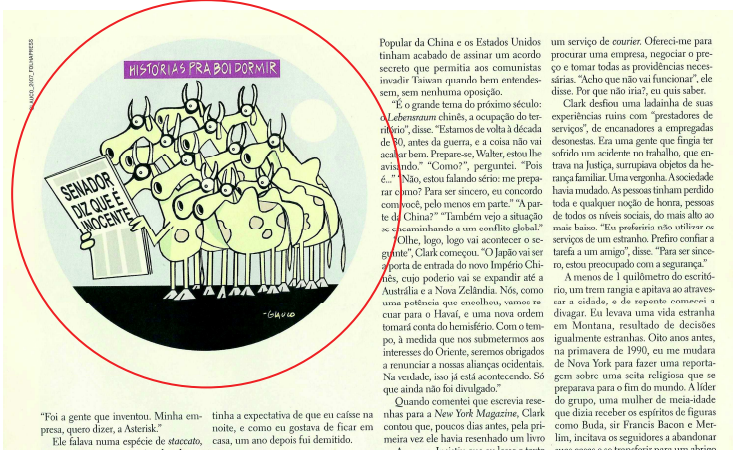 © GLAUCO_2007_FOLHAPRESS
HISTÓRIAS PRA BOI DORMIR
SENADOR
DIZ QUE É
INOCENTE
-GLAUCO
"Foi a gente que inventou. Minha em-
presa, quero dizer, a Asterisk."
Ele falava numa espécie de staccato,
tinha a expectativa de que eu caísse na
noite, e como eu gostava de ficar em
casa, um ano depois fui demitido.
Popular da China e os Estados Unidos
tinham acabado de assinar um acordo
secreto que permitia aos comunistas
invadir Taiwan quando bem entendes-
sem, sem nenhuma oposição.
"É o grande tema do próximo século:
o Lebensraum chinês, a ocupação do ter-
ritório", disse. "Estamos de volta à década
de 30, antes da guerra, e a coisa não vai
acabar bem. Prepare-se, Walter, estou lhe
avisando." "Como?", perguntei. "Pois
é..." "Não, estou falando sério: me prepa-
rar como? Para ser sincero, eu concordo
com você, pelo menos em parte." "A par-
te da China?" "Também vejo a situação
se encaminhando a um conflito global."
"Olhe, logo, logo vai acontecer o se-
guinte", Clark começou. "O Japão vai ser
a porta de entrada do novo Império Chi-
nês, cujo poderio vai se expandir até a
Austrália e a Nova Zelândia. Nós, como
uma potência que encolheu, vamos re-
cuar para o Havaí, e uma nova ordem
tomará conta do hemisfério. Com o tem-
po, à medida que nos submetermos aos
interesses do Oriente, seremos obrigados
a renunciar a nossas alianças ocidentais.
Na verdade, isso já está acontecendo. Só
que ainda não foi divulgado."
Quando comentei que escrevia rese-
nhas para a New York Magazine, Clark
contou que, poucos dias antes, pela pri-
meira vez ele havia resenhado um livro
um serviço de courier. Ofereci-me para
procurar uma empresa, negociar o pre-
ço e tomar todas as providências neces-
sárias. "Acho que não vai funcionar", ele
disse. Por que não iria?, eu quis saber.
Clark desfiou uma ladainha de suas
experiências ruins com "prestadores de
serviços", de encanadores a empregadas
desonestas. Era uma gente que fingia ter
sofrido um acidente no trabalho, que en-
trava na Justiça, surrupiava objetos da he-
rança familiar. Uma vergonha. A sociedade
havia mudado. As pessoas tinham perdido
toda e qualquer noção de honra, pessoas
de todos os níveis sociais, do mais alto ao
mais baixo. "Eu preferiria não utilizar os
serviços de um estranho. Prefiro confiar a
tarefa a um amigo", disse. "Para ser since-
ro, estou preocupado com a segurança."
A menos de 1 quilômetro do escritó-
rio, um trem rangia e apitava ao atraves-
sar a cidade, e de repente comecei a
divagar. Eu levava uma vida estranha
em Montana, resultado de decisões
igualmente estranhas. Oito anos antes,
na primavera de 1990, eu me mudara
de Nova York para fazer uma reporta-
gem sobre uma seita religiosa que se
preparava para o fim do mundo. A líder
do grupo, uma mulher de meia-idade
que dizia receber os espíritos de figuras
como Buda, sir Francis Bacon e Mer-
lim, incitava os seguidores a abandonar